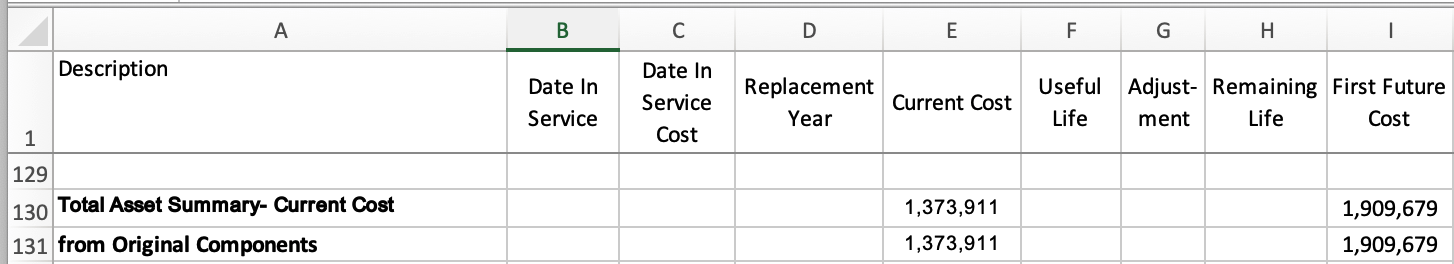 A B C D E F G H I
1 Description Date In Service Date In Service Cost Replacement Year Current Cost Useful Life Adjust-ment Remaining Life First Future Cost
129
130 Total Asset Summary- Current Cost 1,373,911 1,909,679
131 from Original Components 1,373,911 1,909,679